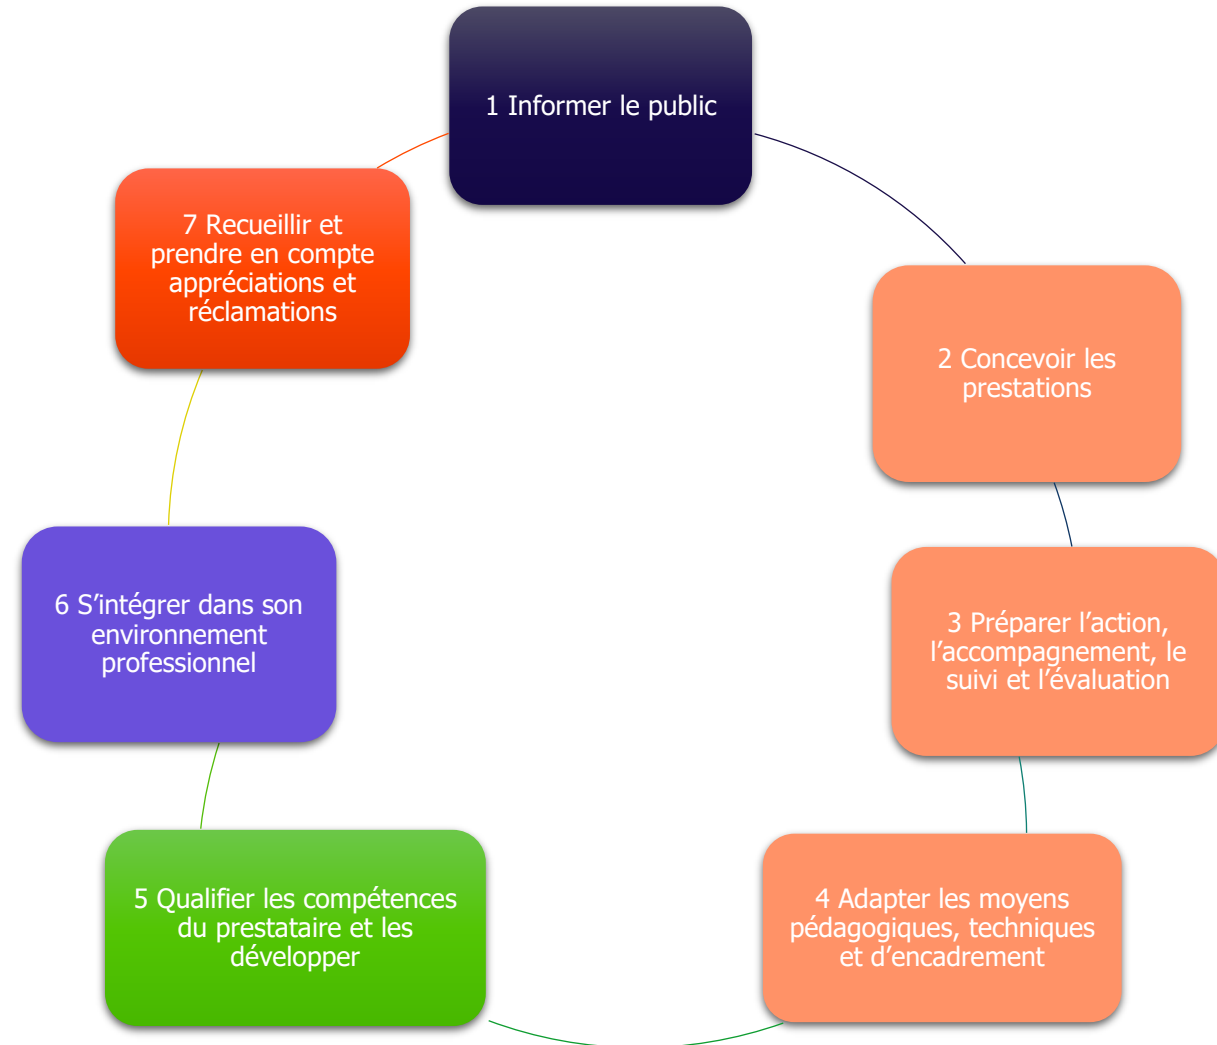 1 Informer le public
2 Concevoir les
prestations
3 Préparer l’action,
l’accompagnement, le
suivi et l’évaluation
4 Adapter les moyens
pédagogiques, techniques
et d’encadrement
5 Qualifier les compétences
du prestataire et les
développer
6 S’intégrer dans son
environnement
professionnel
7 Recueillir et
prendre en compte
appréciations et
réclamations